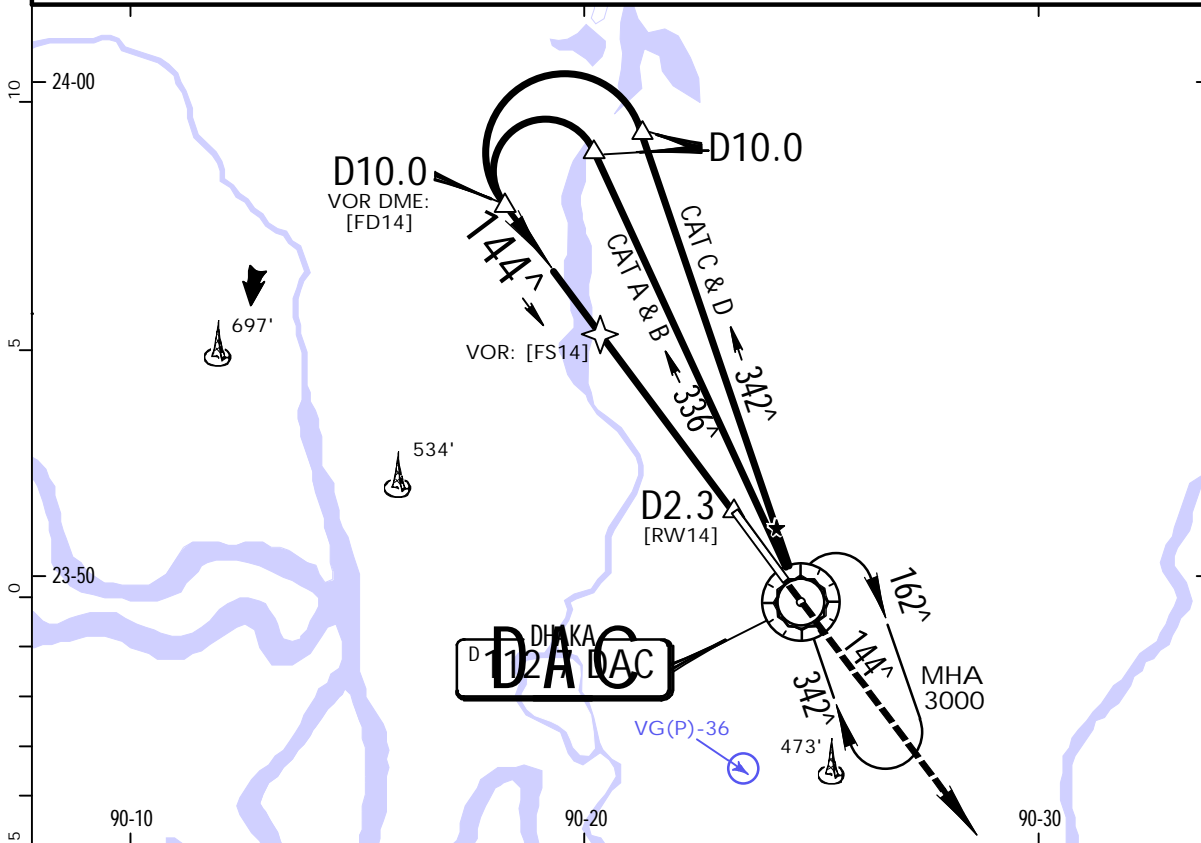 10
24-00
D10.0
VOR DME:
[FD14]
D10.0
144^
CAT A & B
336^
CAT C & D
342^
697'
5
VOR: [FS14]
534'
D2.3
[RW14]
23-50
0
162^
DHAKA
D 112.7 DAC
DAC
144^
MHA
3000
342^
VG(P)-36
473'
5
90-10
90-20
90-30